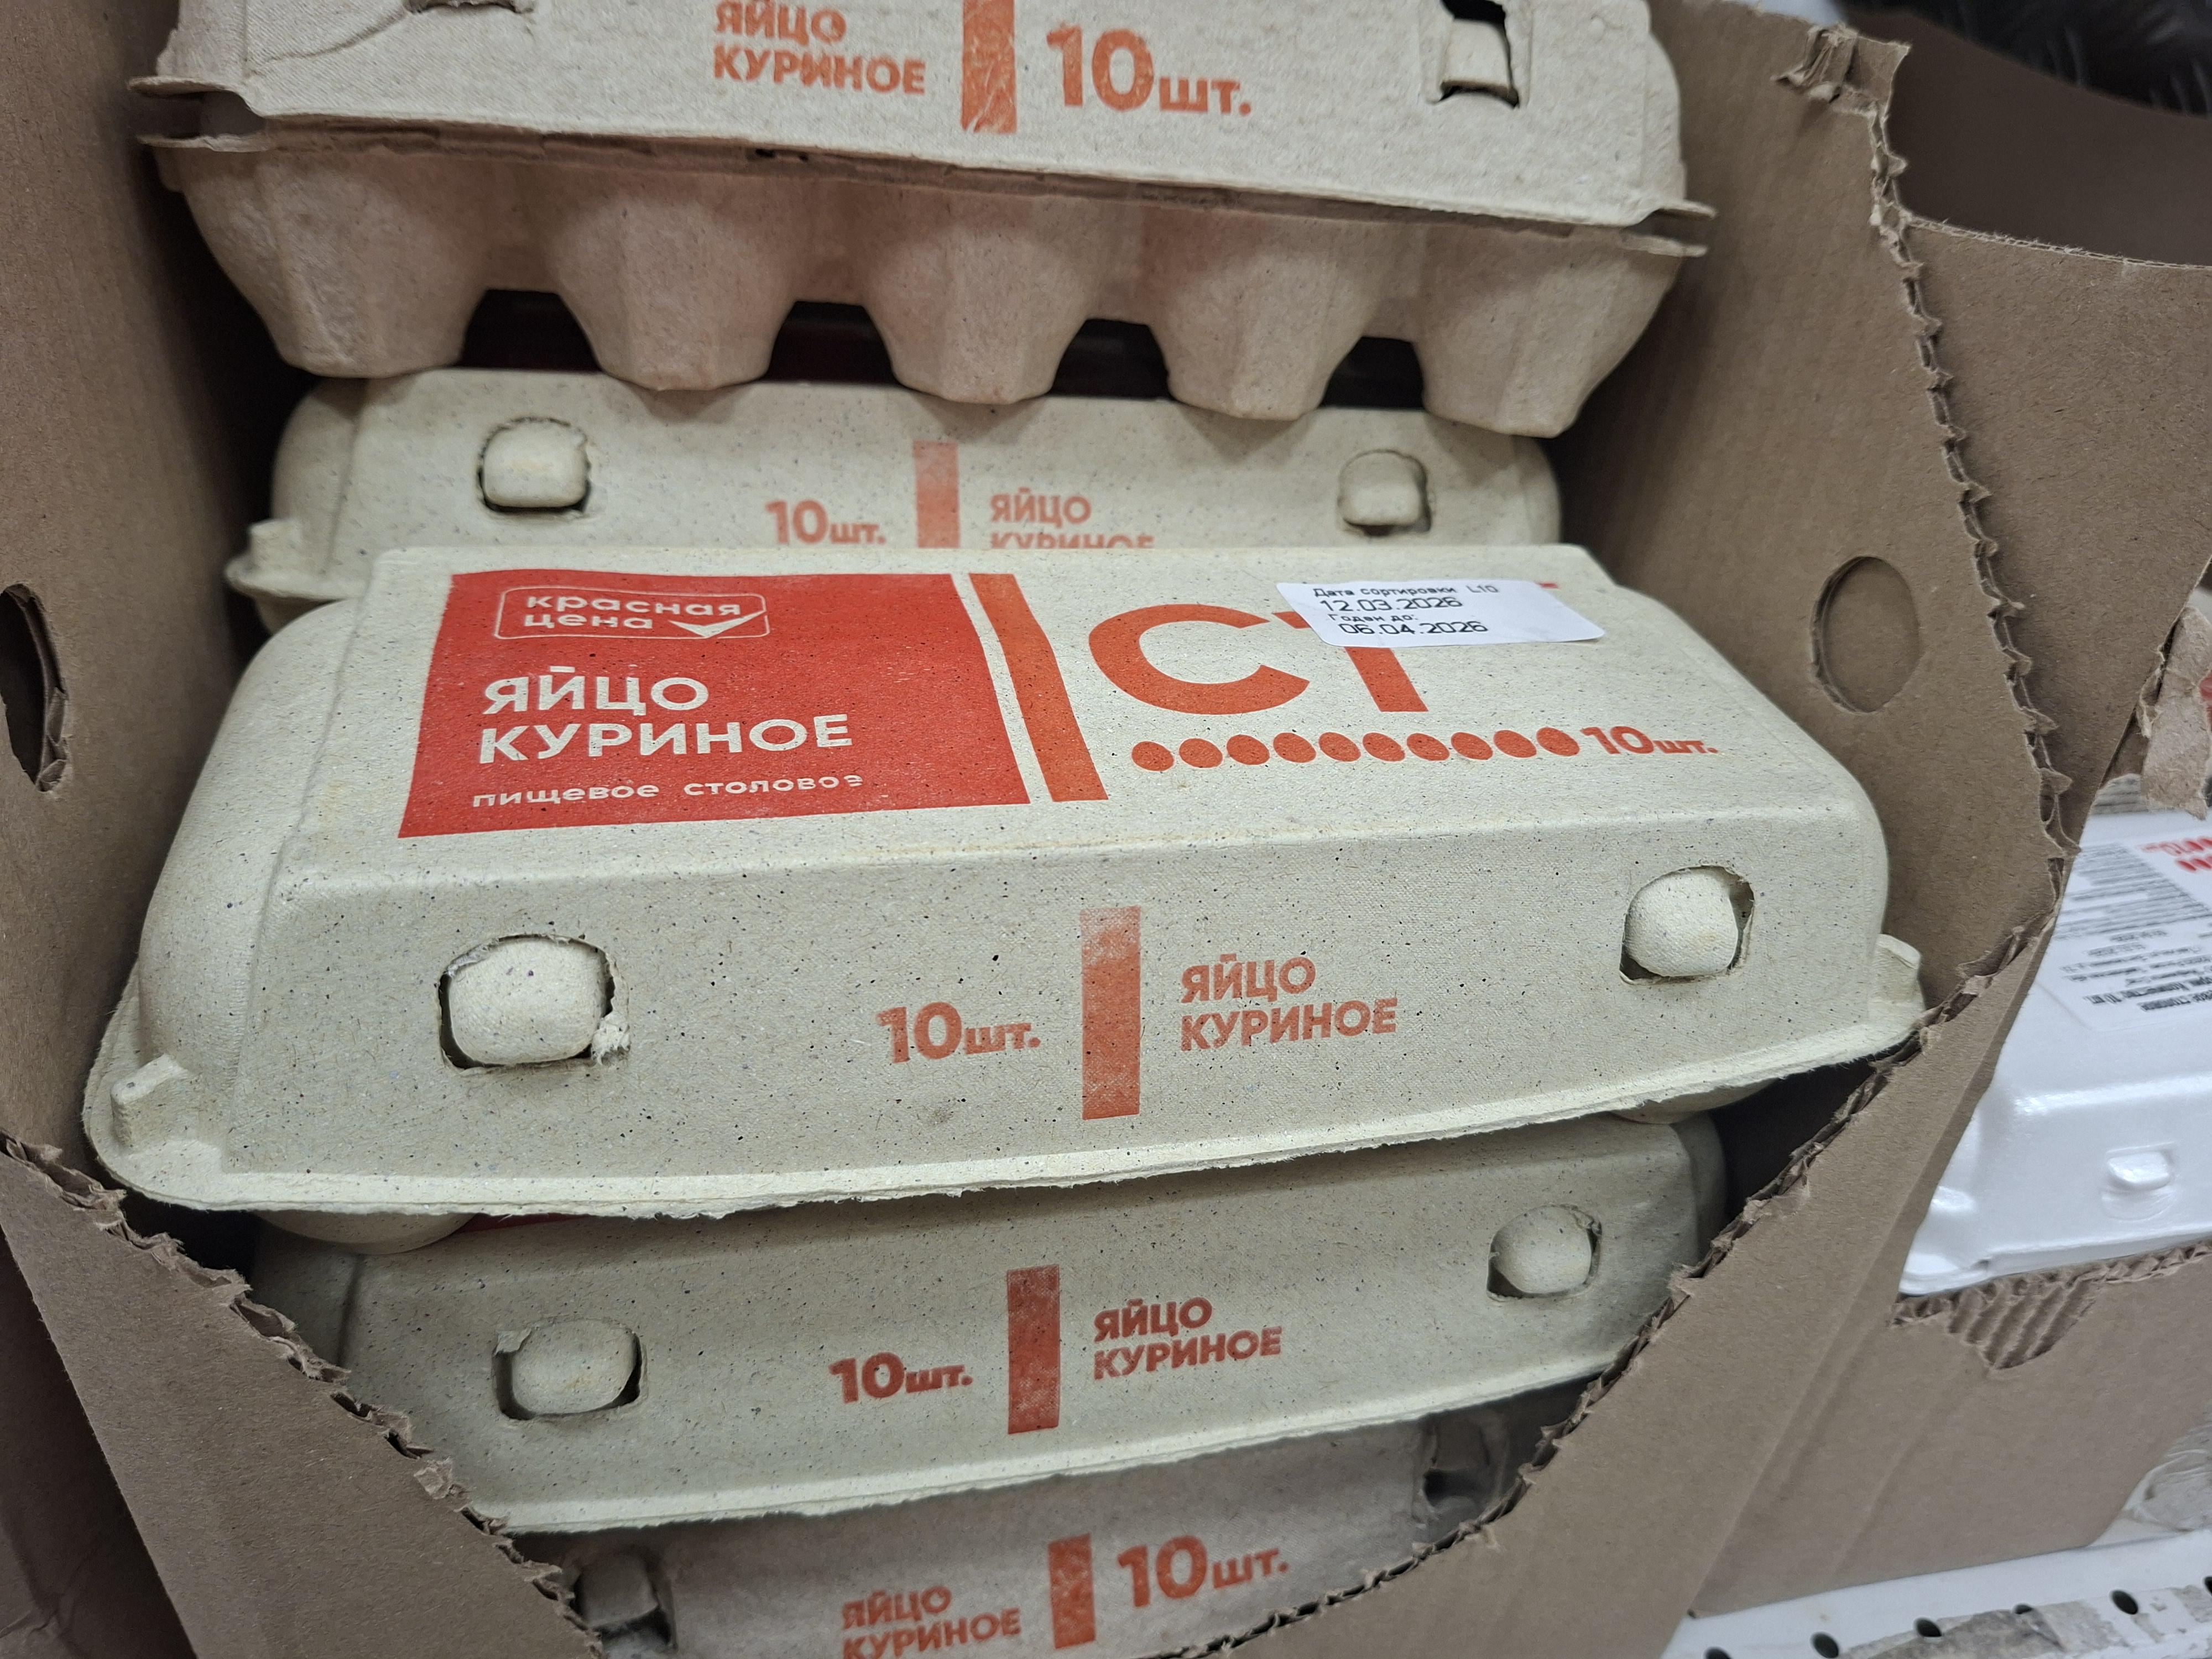 ЯЙЦО
КУРИНОЕ
10шт.
10шт.
ЯЙЦО
КУРИНОЕ
красная
цена
ЯЙЦО
КУРИНОЕ
пищевое столовое
Дата сортировки L10
12.03.2026
Годен до:
06.04.2026
10шт.
10шт.
ЯЙЦО
КУРИНОЕ
10шт.
ЯЙЦО
КУРИНОЕ
ЯЙЦО
КУРИНОЕ
10шт.